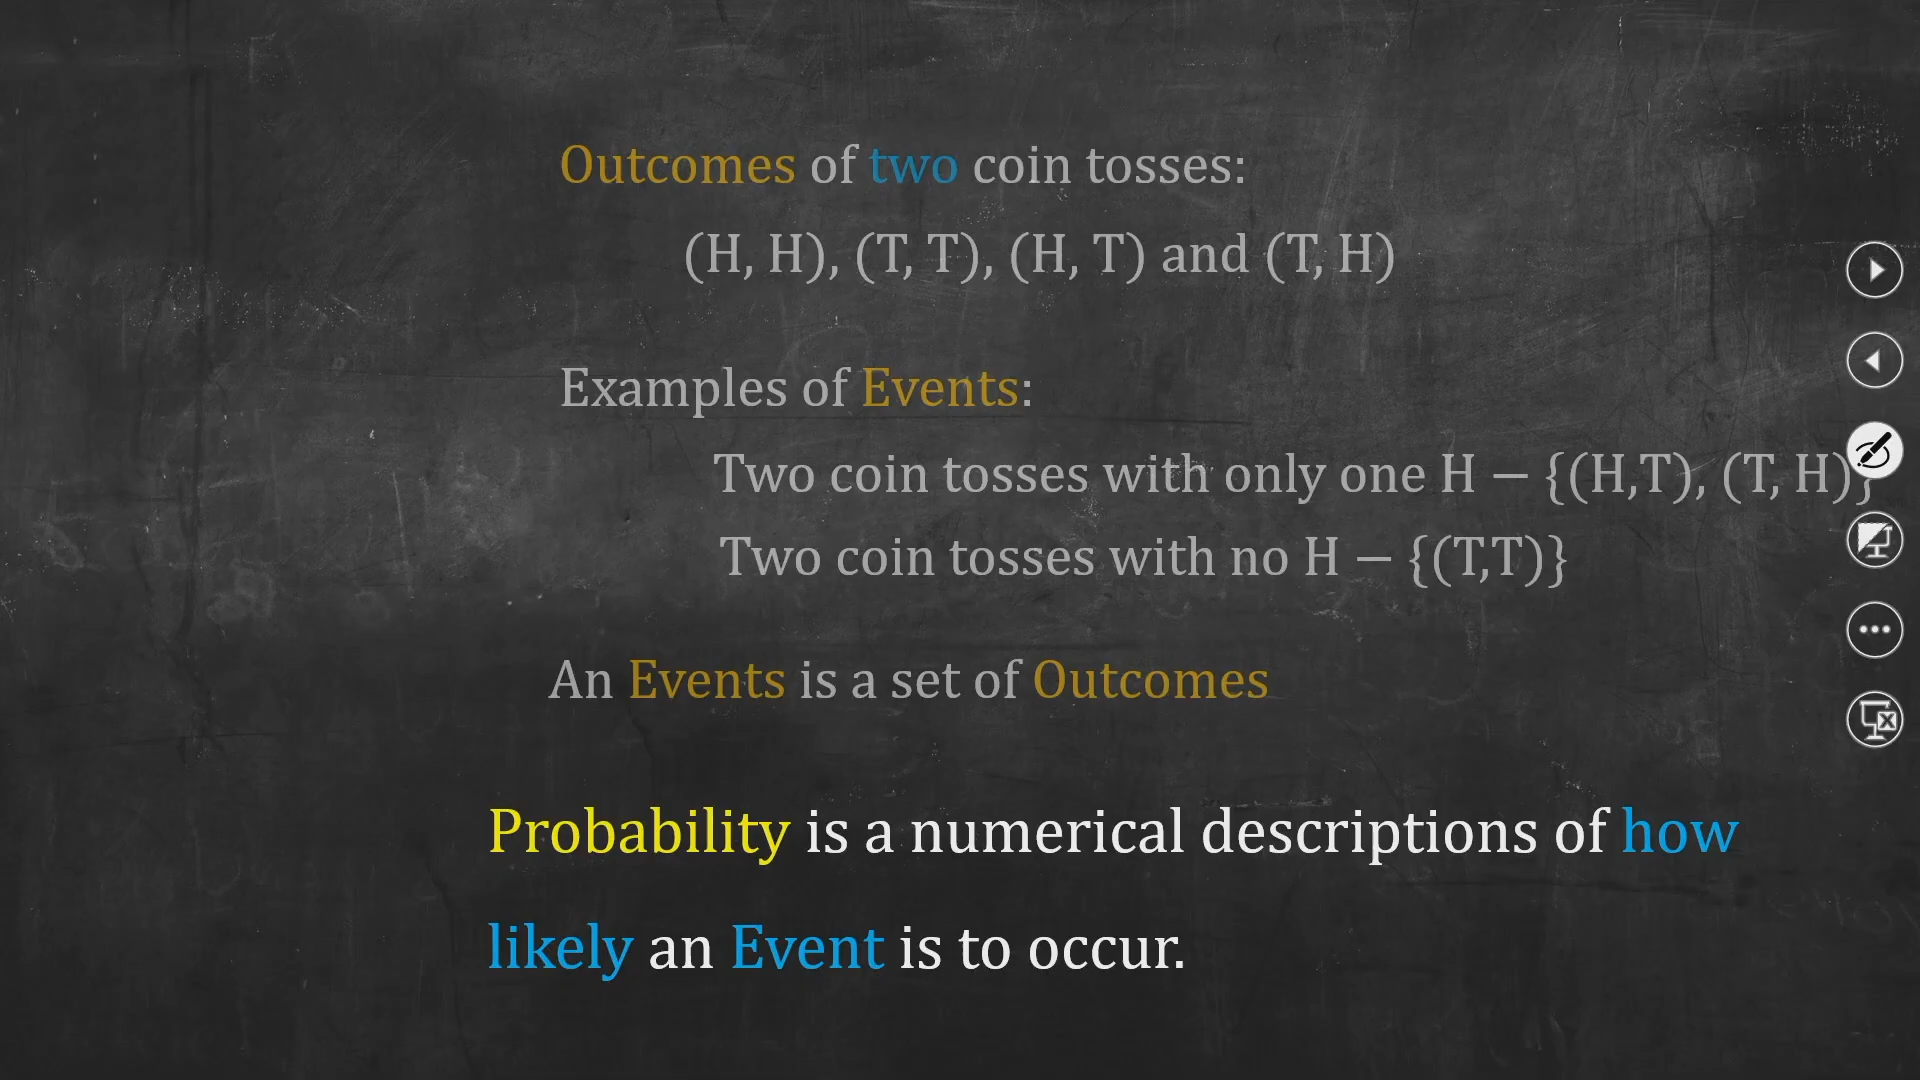 Outcomes of two coin tosses:
(H, H), (T, T), (H, T) and (T, H)
Examples of Events:
Two coin tosses with only one H − {(H,T), (T, H)}
Two coin tosses with no H − {(T,T)}
An Events is a set of Outcomes
Probability is a numerical descriptions of how
likely an Event is to occur.